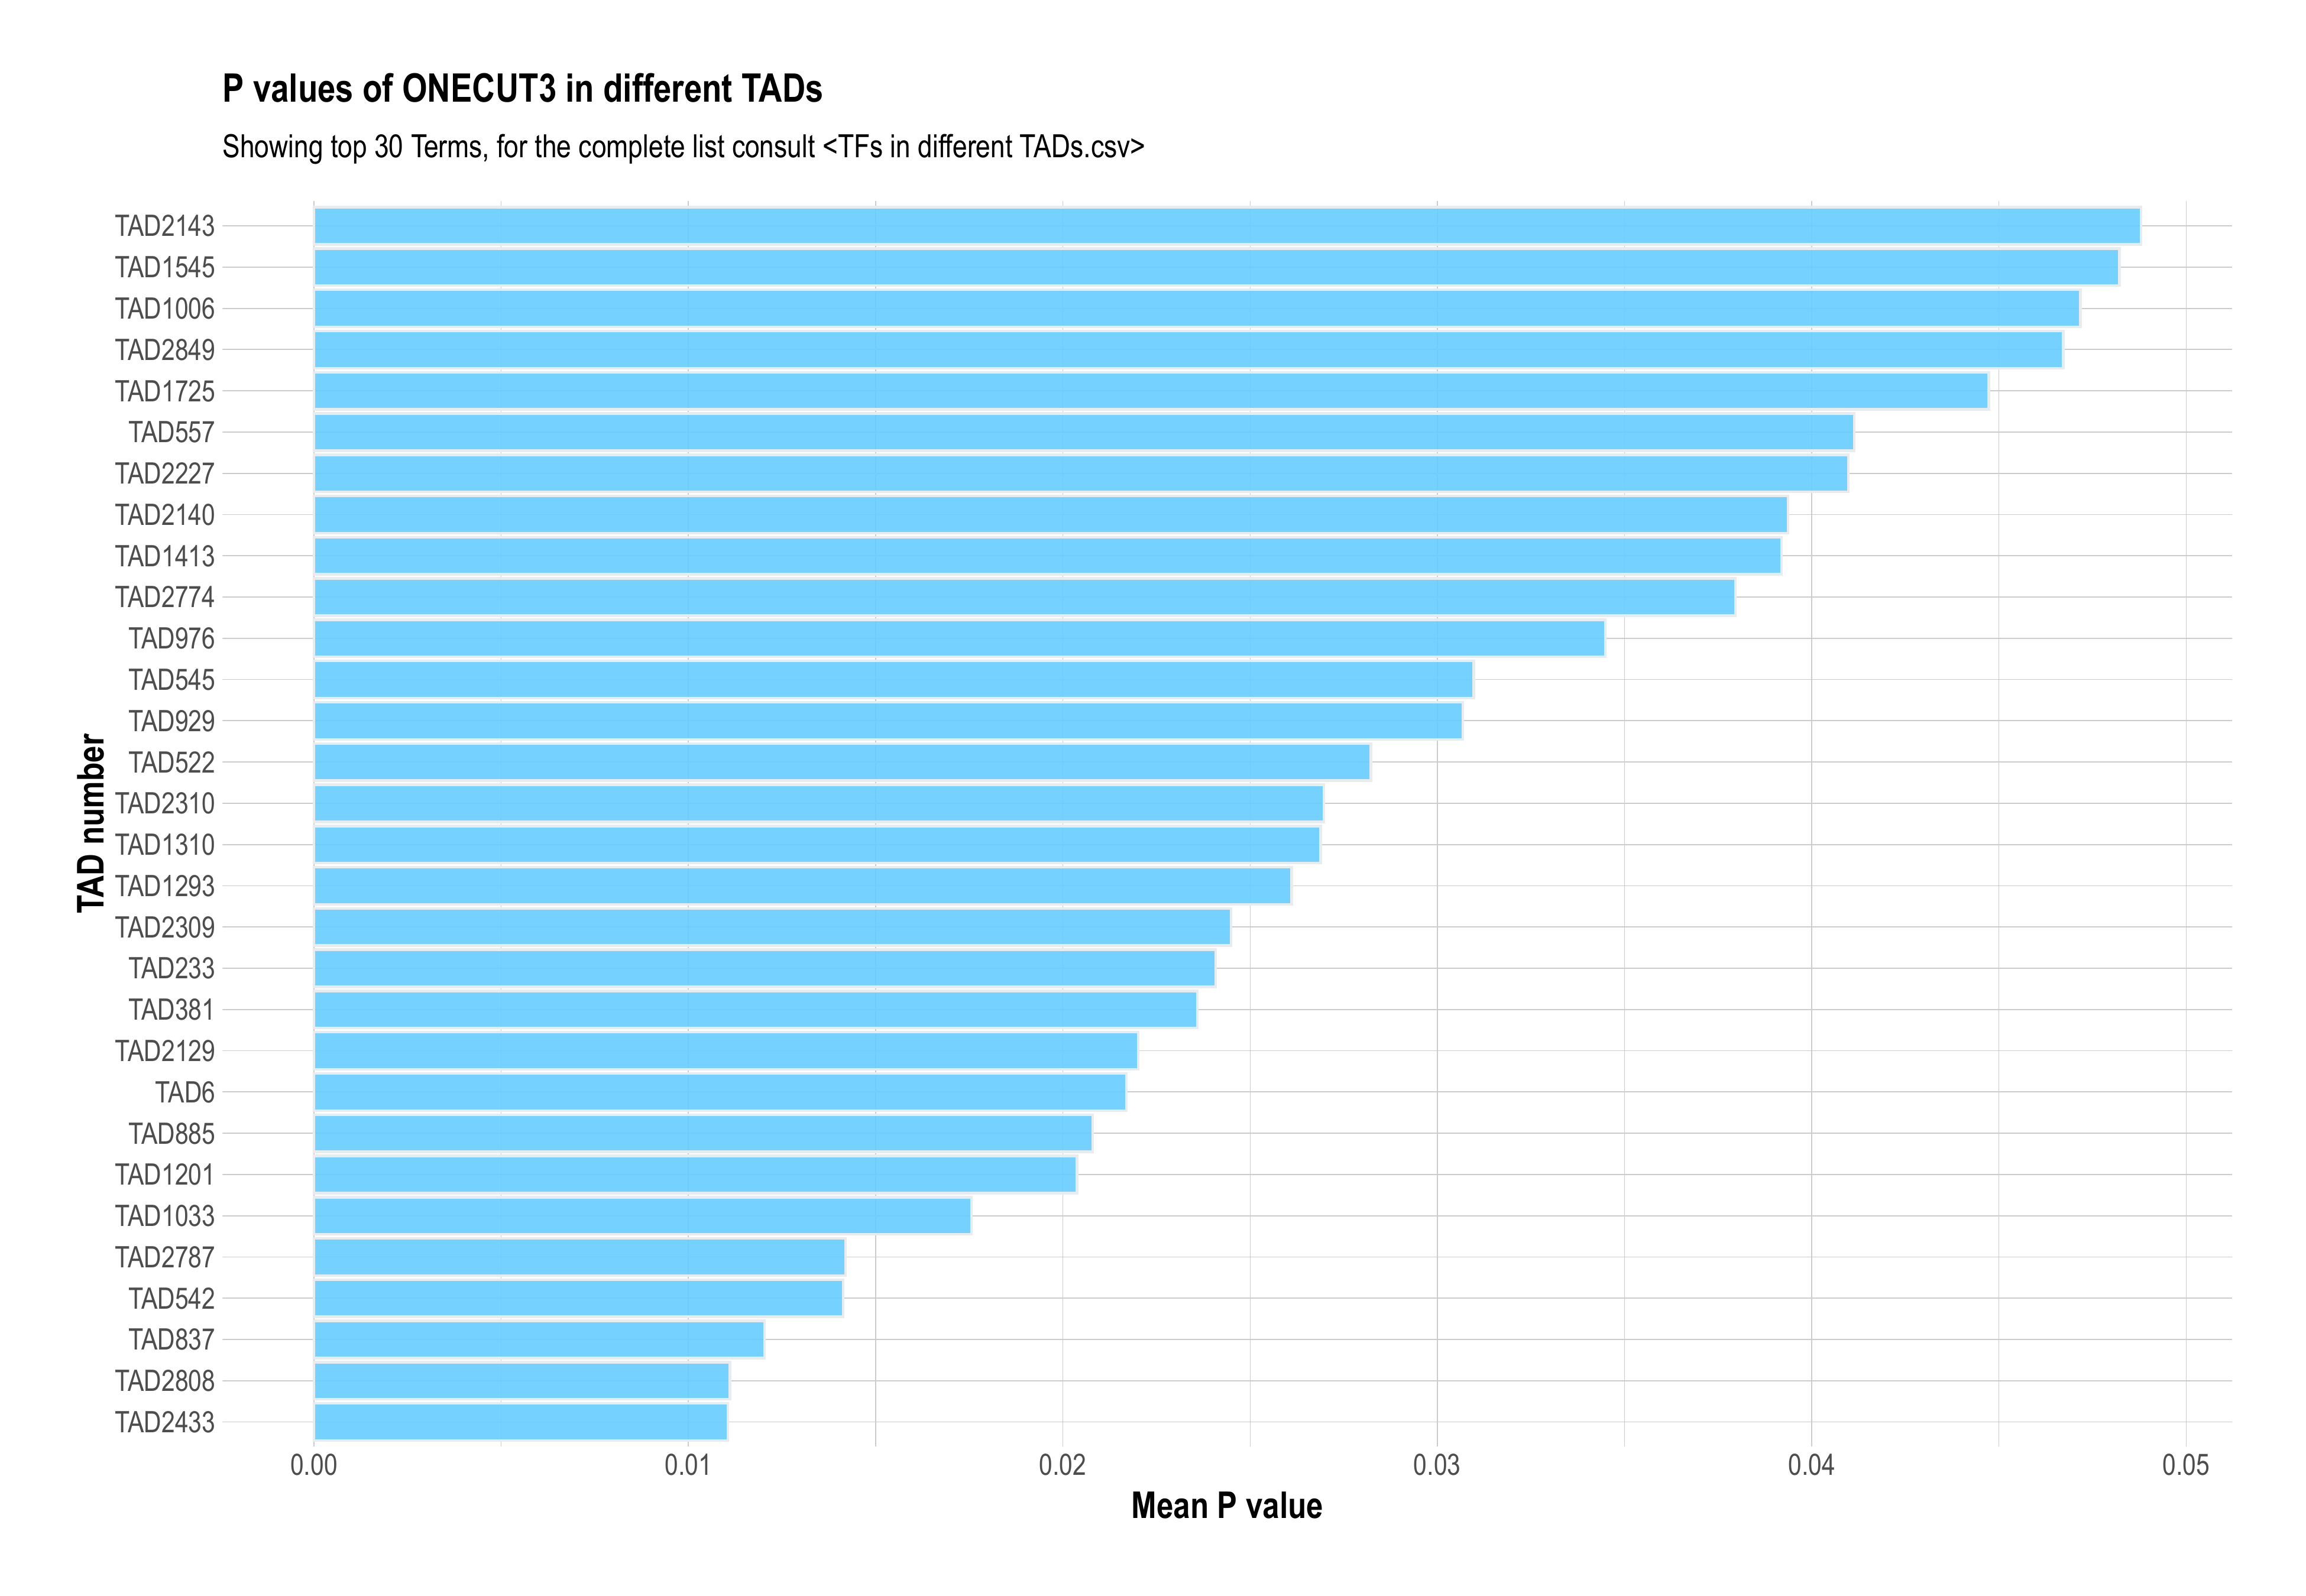 P values of ONECUT3 in different TADs
Showing top 30 Terms, for the complete list consult <TFs in different TADs.csv>
TAD number
TAD2143
TAD1545
TAD1006
TAD2849
TAD1725
TAD557
TAD2227
TAD2140
TAD1413
TAD2774
TAD976
TAD545
TAD929
TAD522
TAD2310
TAD1310
TAD1293
TAD2309
TAD233
TAD381
TAD2129
TAD6
TAD885
TAD1201
TAD1033
TAD2787
TAD542
TAD837
TAD2808
TAD2433
0.00 0.01 0.02 0.03 0.04 0.05
Mean P value